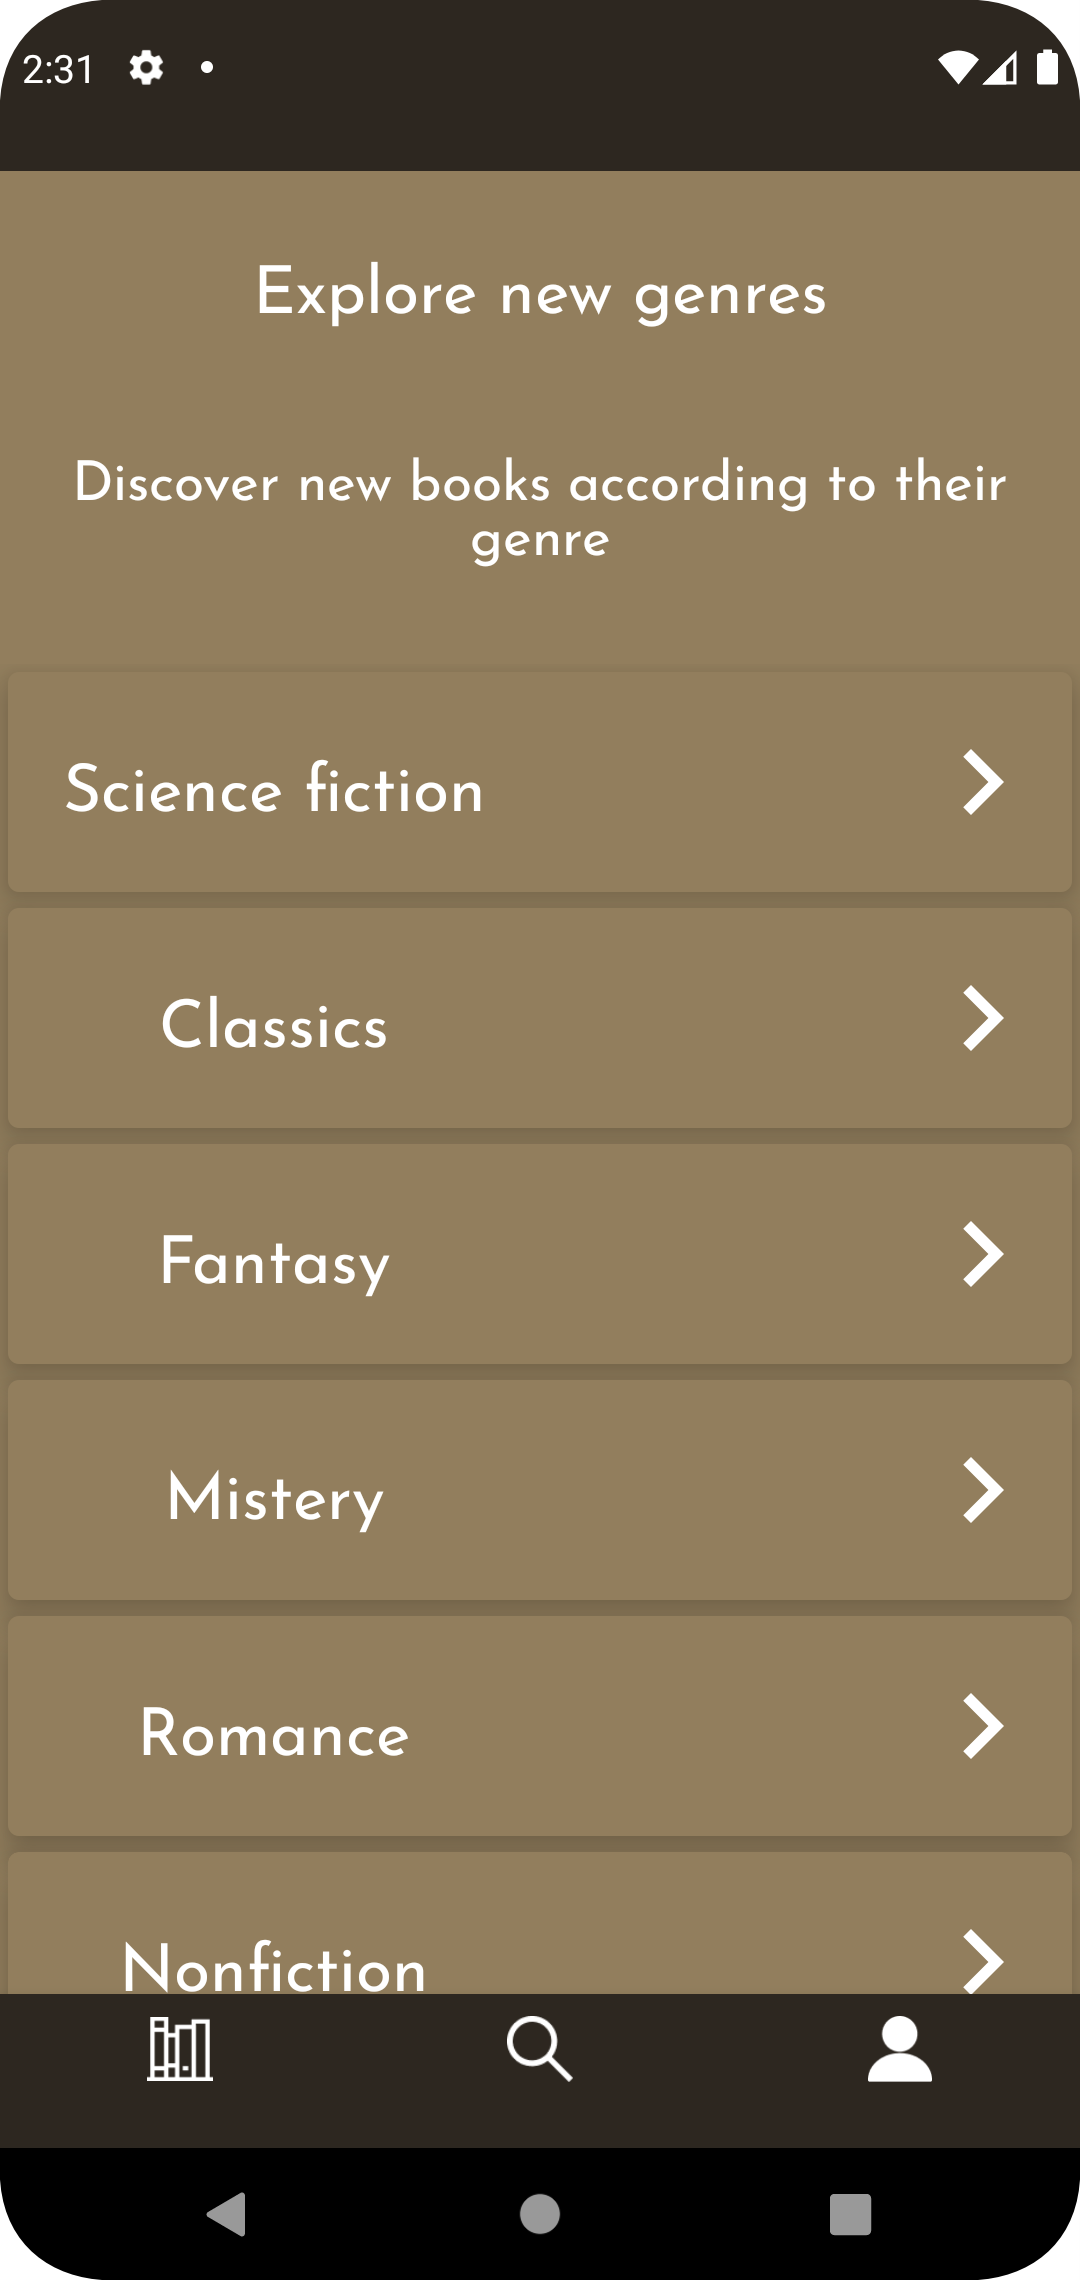 2:31
Explore new genres
Discover new books according to their
genre
Science fiction
Classics
Fantasy
Mistery
Romance
Nonfiction